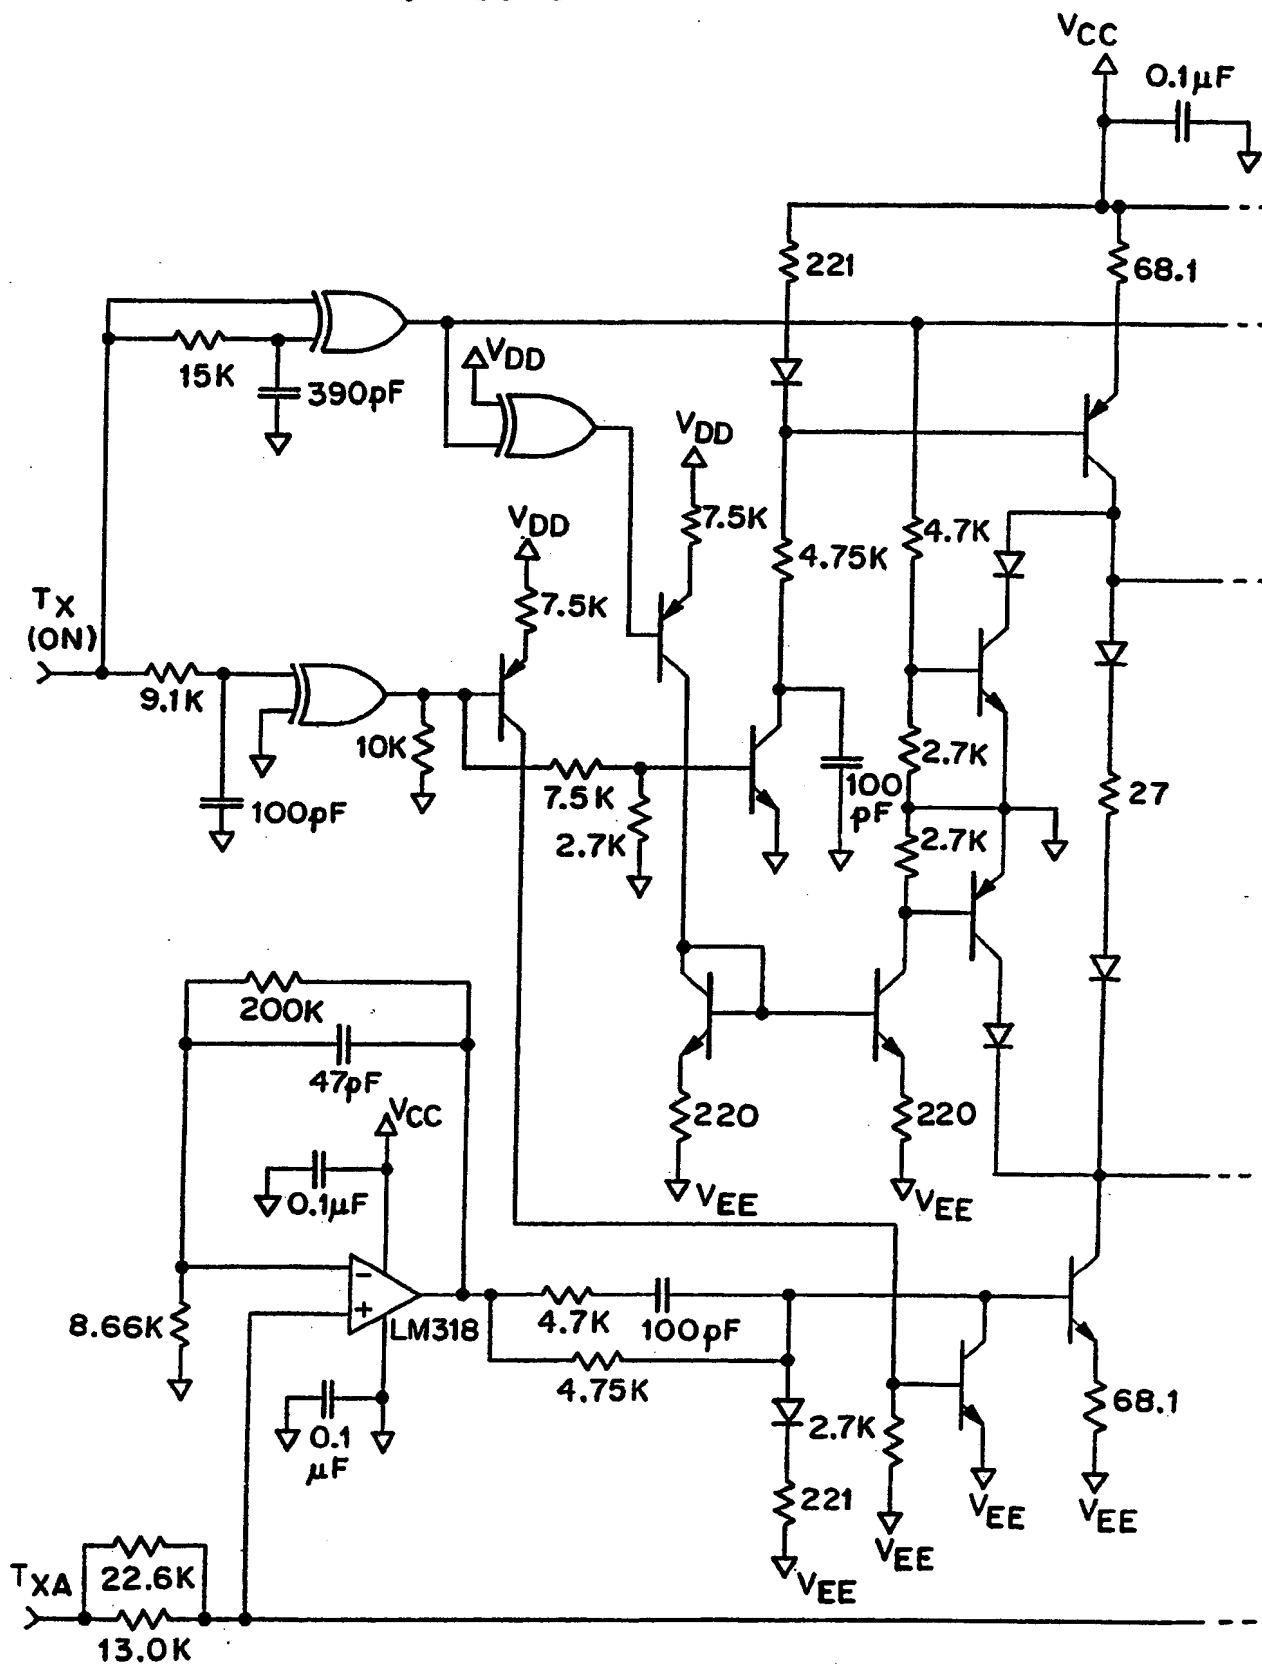 VCC
0.1µF
221
68.1
15K
390pF
VDD
VDD
7.5K
4.7K
4.75K
VDD
7.5K
TX
(ON)
9.1K
10K
100pF
7.5K
2.7K
100
pF
2.7K
2.7K
27
200K
47pF
VCC
0.1µF
220
VEE
220
VEE
8.66K
−
+
LM318
4.7K
100pF
4.75K
0.1
µF
2.7K
68.1
221
VEE
VEE
VEE
VEE
TXA
22.6K
13.0K